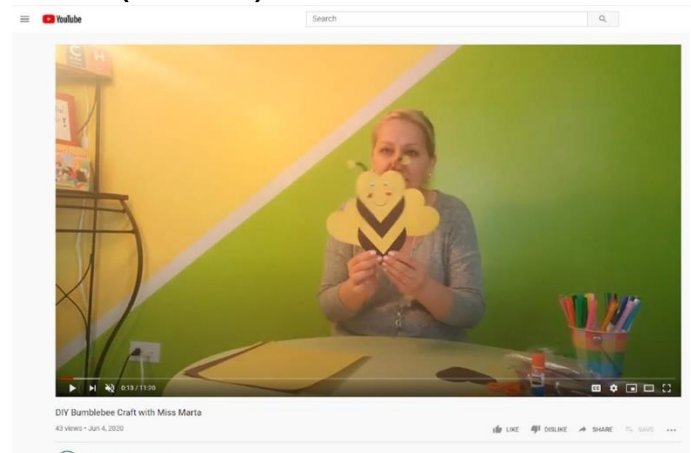 YouTube
Search
0:13 / 11:20
DIY Bumblebee Craft with Miss Marta
43 views • Jun 4, 2020
LIKE DISLIKE SHARE SAVE